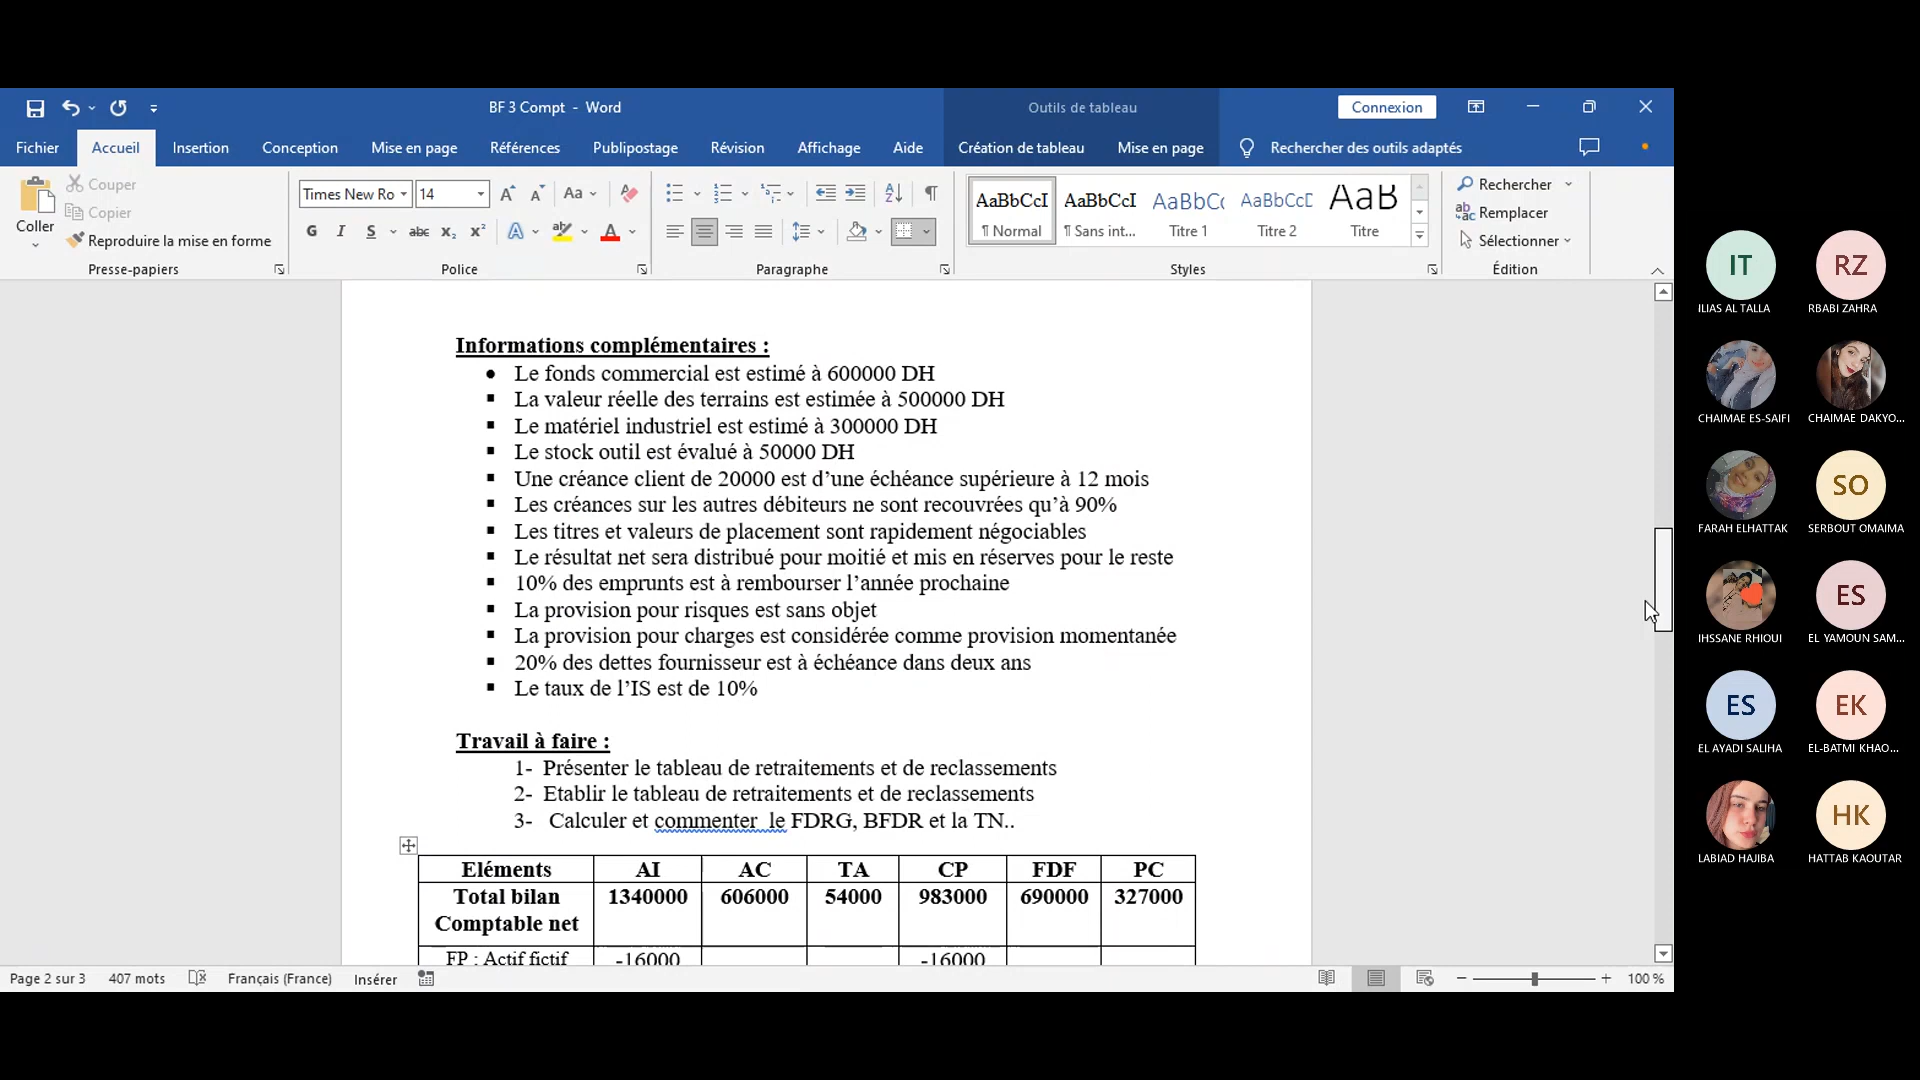 BF 3 Compt - Word
Outils de tableau
Connexion
Fichier Accueil Insertion Conception Mise en page Références Publipostage Révision Affichage Aide Création de tableau Mise en page Rechercher des outils adaptés
Coller
Couper
Copier
Reproduire la mise en forme
Presse-papiers
Times New Ro 14
Aa
G I S abc x₂ x² A ab A
Police
Paragraphe
AaBbCcI AaBbCcI AaBbCc AaBbCcD AaB
¶ Normal ¶ Sans int... Titre 1 Titre 2 Titre
Styles
Rechercher
Remplacer
Sélectionner
Édition
Informations complémentaires :
• Le fonds commercial est estimé à 600000 DH
▪ La valeur réelle des terrains est estimée à 500000 DH
▪ Le matériel industriel est estimé à 300000 DH
▪ Le stock outil est évalué à 50000 DH
▪ Une créance client de 20000 est d’une échéance supérieure à 12 mois
▪ Les créances sur les autres débiteurs ne sont recouvrées qu’à 90%
▪ Les titres et valeurs de placement sont rapidement négociables
▪ Le résultat net sera distribué pour moitié et mis en réserves pour le reste
▪ 10% des emprunts est à rembourser l’année prochaine
▪ La provision pour risques est sans objet
▪ La provision pour charges est considérée comme provision momentanée
▪ 20% des dettes fournisseur est à échéance dans deux ans
▪ Le taux de l’IS est de 10%
Travail à faire :
1- Présenter le tableau de retraitements et de reclassements
2- Etablir le tableau de retraitements et de reclassements
3- Calculer et commenter le FDRG, BFDR et la TN..
Eléments AI AC TA CP FDF PC
Total bilan 1340000 606000 54000 983000 690000 327000
Comptable net
FP : Actif fictif -16000 -16000
Page 2 sur 3 407 mots Français (France) Insérer 100 %
IT RZ
ILIAS AL TALLA RBABI ZAHRA
CHAIMAE ES-SAIFI CHAIMAE DAKYO...
SO
FARAH ELHATTAK SERBOUT OMAIMA
ES
IHSSANE RHIOUI EL YAMOUN SAM...
ES EK
EL AYADI SALIHA EL-BATMI KHAO...
HK
LABIAD HAJIBA HATTAB KAOUTAR